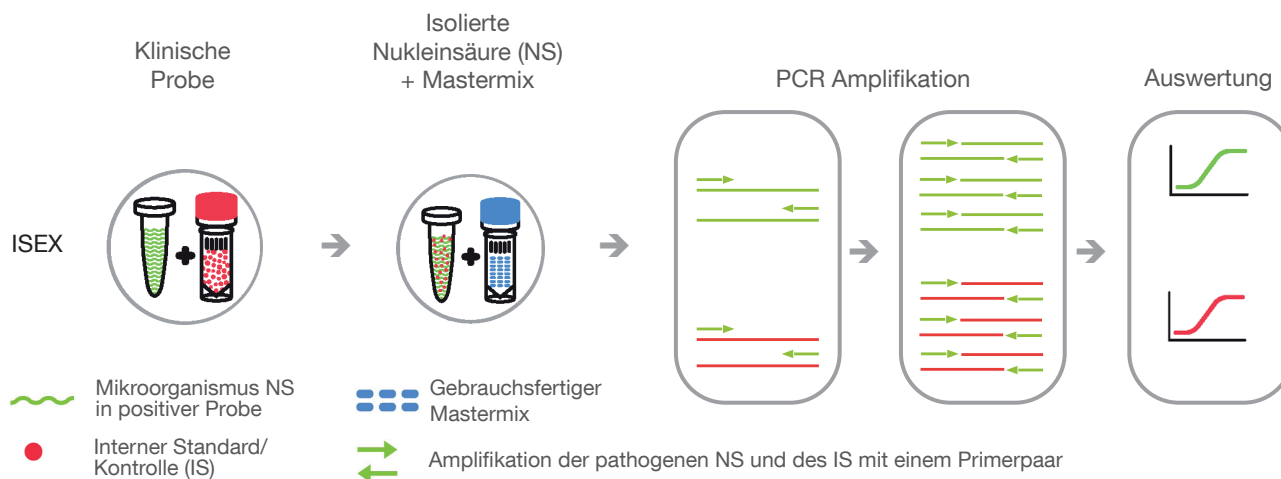 Klinische
Probe
Isolierte
Nukleinsäure (NS)
+ Mastermix
PCR Amplifikation
Auswertung
ISEX
Mikroorganismus NS
in positiver Probe
Interner Standard/
Kontrolle (IS)
Gebrauchsfertiger
Mastermix
Amplifikation der pathogenen NS und des IS mit einem Primerpaar